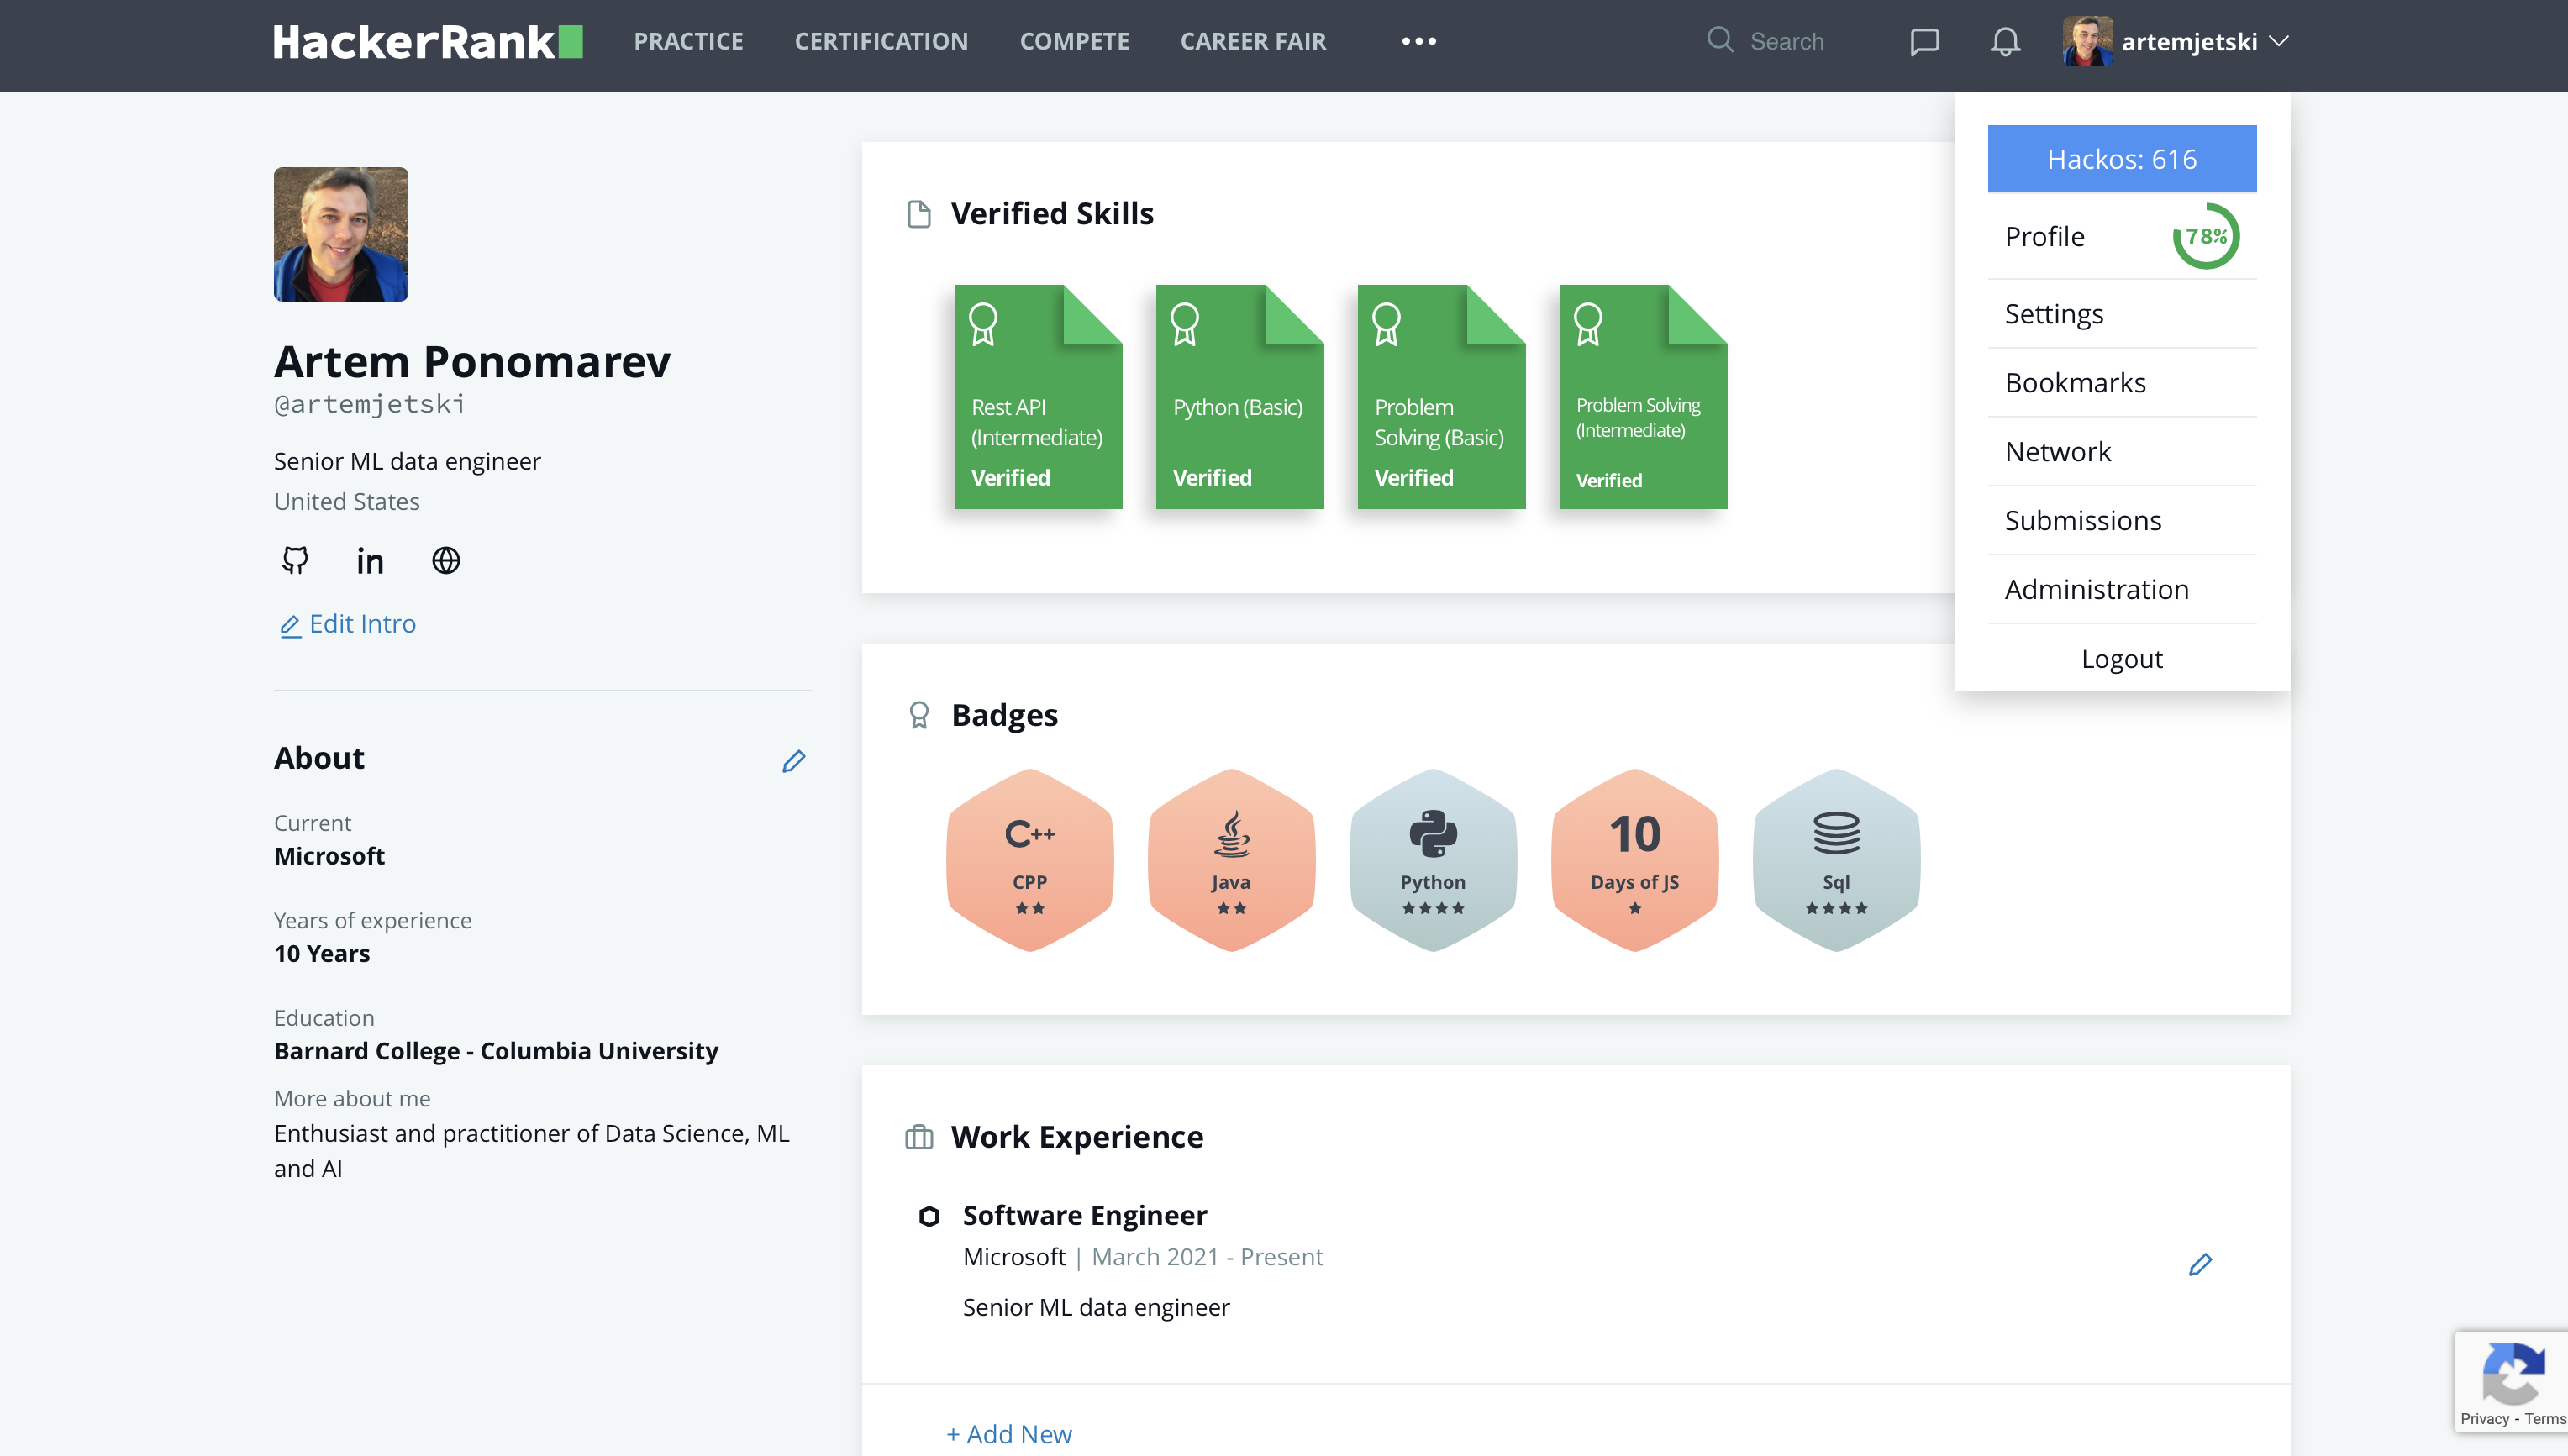 HackerRank
PRACTICE
CERTIFICATION
COMPETE
CAREER FAIR
Search
artemjetski
Artem Ponomarev
@artemjetski
Senior ML data engineer
United States
in
Edit Intro
About
Current
Microsoft
Years of experience
10 Years
Education
Barnard College - Columbia University
More about me
Enthusiast and practitioner of Data Science, ML
and AI
Verified Skills
Rest API
(Intermediate)
Verified
Python (Basic)
Verified
Problem
Solving (Basic)
Verified
Problem Solving
(Intermediate)
Verified
Hackos: 616
Profile
78%
Settings
Bookmarks
Network
Submissions
Administration
Logout
Badges
C++
CPP
Java
Python
10
Days of JS
Sql
Work Experience
Software Engineer
Microsoft | March 2021 - Present
Senior ML data engineer
+ Add New
Privacy - Terms